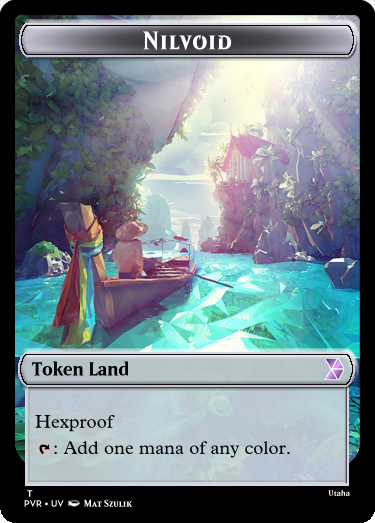 Nilvoid
Token Land
Hexproof
: Add one mana of any color.
T
Utaha
PVR • UV Mat Szulik